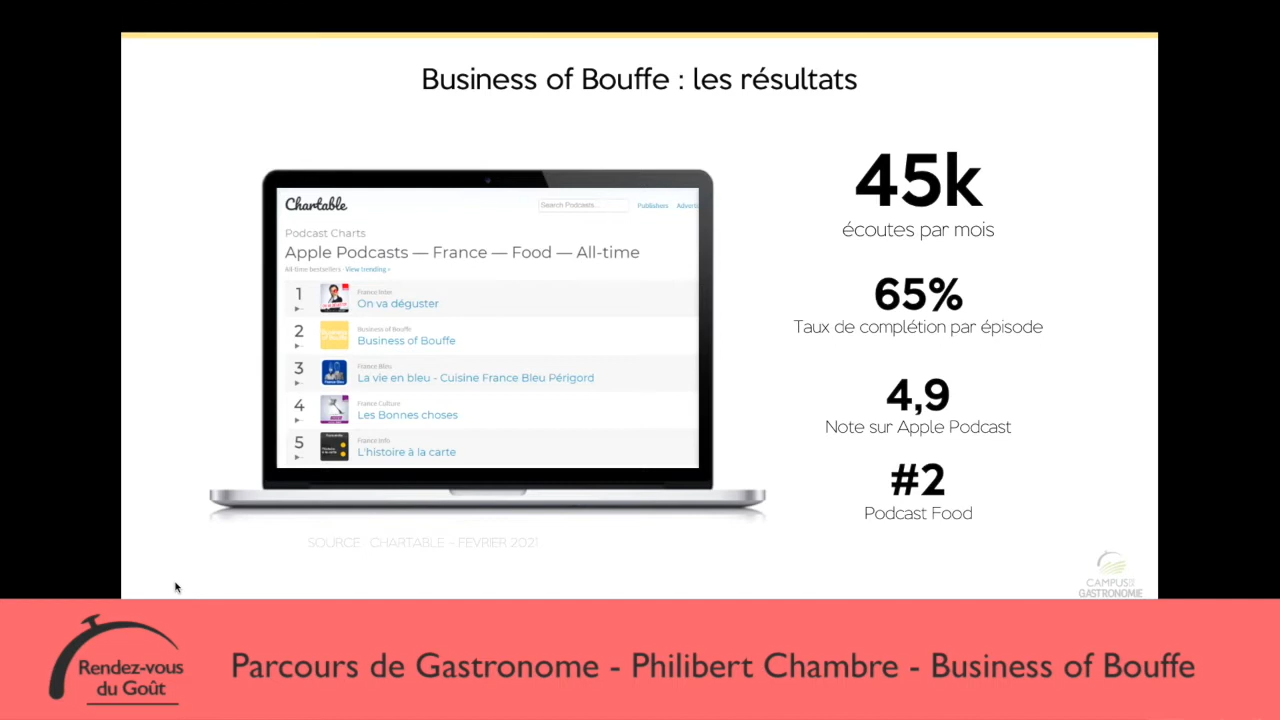 Business of Bouffe : les résultats
Chartable
Search Podcasts...
Publishers
Adverti
Podcast Charts
Apple Podcasts — France — Food — All-time
All-time bestsellers · View trending ›
1
France Inter
On va déguster
2
Business of Bouffe
Business of Bouffe
3
France Bleu
La vie en bleu - Cuisine France Bleu Périgord
4
France Culture
Les Bonnes choses
5
France Info
L'histoire à la carte
SOURCE : CHARTABLE – FEVRIER 2021
45k
écoutes par mois
65%
Taux de complétion par épisode
4,9
Note sur Apple Podcast
#2
Podcast Food
CAMPUS
GASTRONOMIE
Rendez-vous
du Goût
Parcours de Gastronome - Philibert Chambre - Business of Bouffe